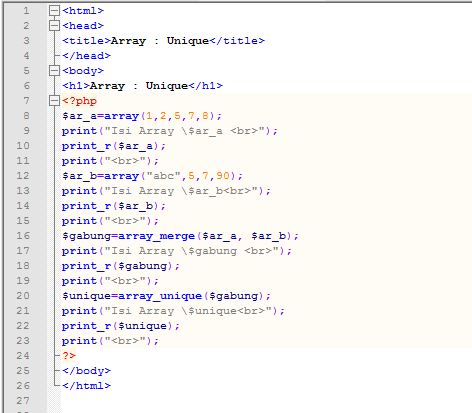 1 <html>
2 <head>
3 <title>Array : Unique</title>
4 </head>
5 <body>
6 <h1>Array : Unique</h1>
7 <?php
8 $ar_a=array(1,2,5,7,8);
9 print("Isi Array \$ar_a <br>");
10 print_r($ar_a);
11 print("<br>");
12 $ar_b=array("abc",5,7,90);
13 print("Isi Array \$ar_b<br>");
14 print_r($ar_b);
15 print("<br>");
16 $gabung=array_merge($ar_a, $ar_b);
17 print("Isi Array \$gabung <br>");
18 print_r($gabung);
19 print("<br>");
20 $unique=array_unique($gabung);
21 print("Isi Array \$unique<br>");
22 print_r($unique);
23 print("<br>");
24 ?>
25 </body>
26 </html>
27